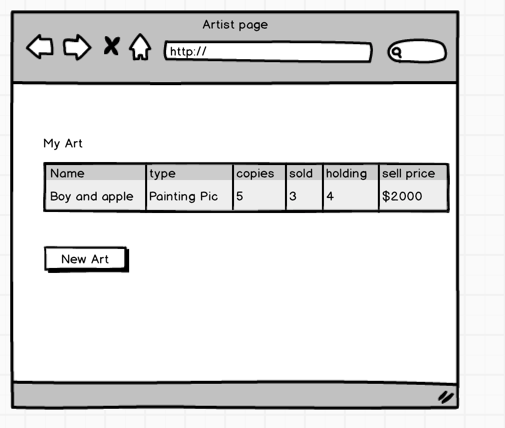 Artist page
http://
My Art
Name type copies sold holding sell price
Boy and apple Painting Pic 5 3 4 $2000
New Art